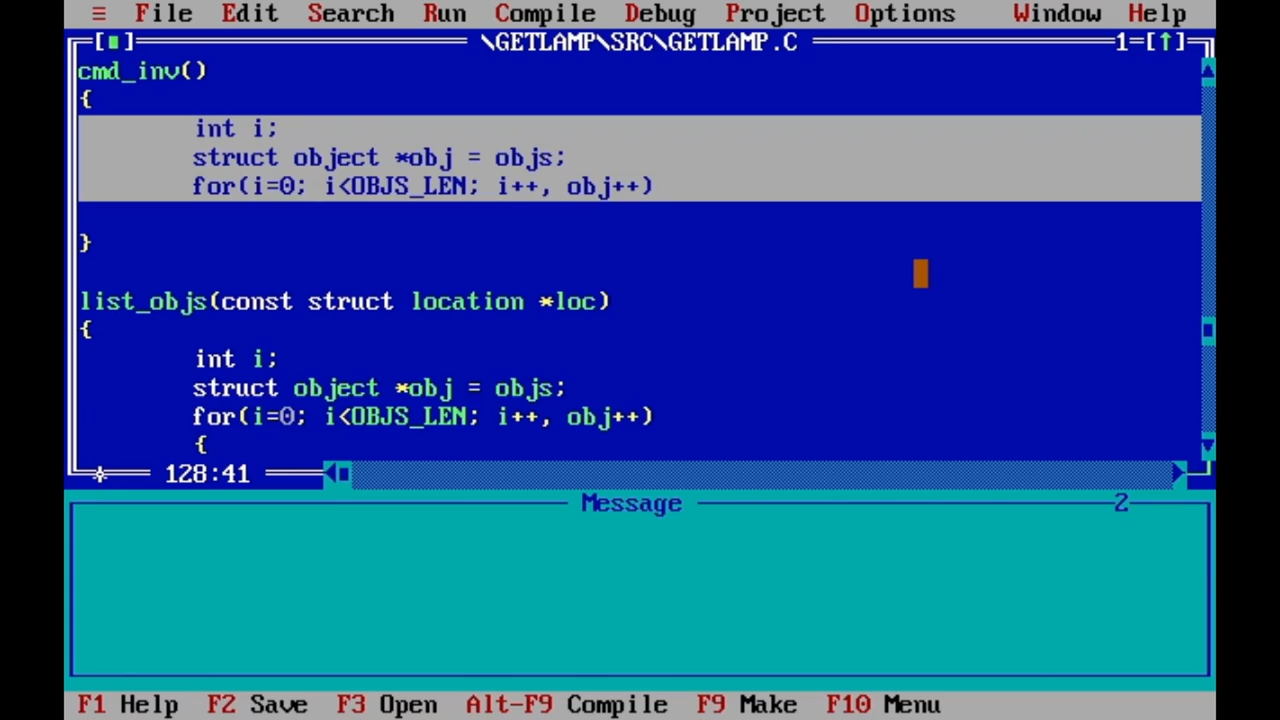 ≡ File Edit Search Run Compile Debug Project Options Window Help
[■] \GETLAMP\SRC\GETLAMP.C 1=[↑]
cmd_inv()
{
int i;
struct object *obj = objs;
for(i=0; i<OBJS_LEN; i++, obj++)
}
list_objs(const struct location *loc)
{
int i;
struct object *obj = objs;
for(i=0; i<OBJS_LEN; i++, obj++)
{
128:41
Message 2
F1 Help F2 Save F3 Open Alt-F9 Compile F9 Make F10 Menu